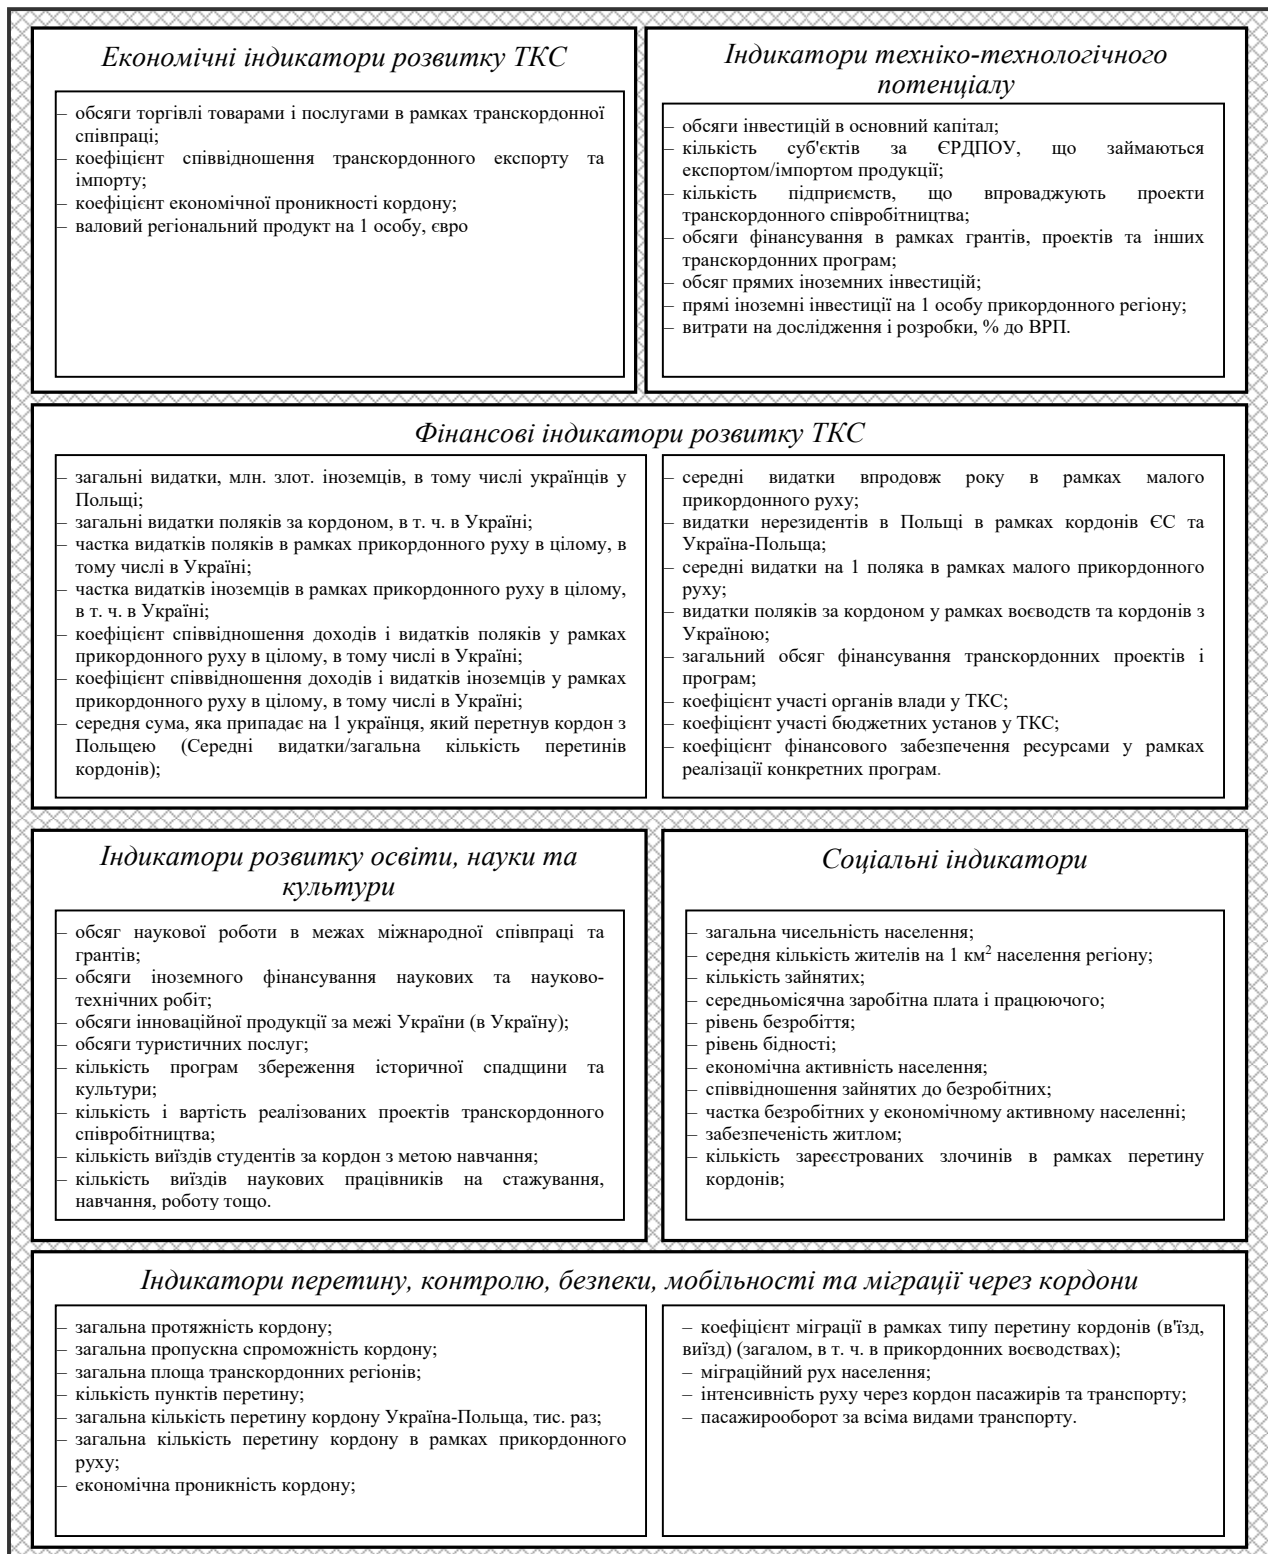 Економічні індикатори розвитку ТКС
– обсяги торгівлі товарами і послугами в рамках транскордонної
співпраці;
– коефіцієнт співвідношення транскордонного експорту та
імпорту;
– коефіцієнт економічної проникності кордону;
– валовий регіональний продукт на 1 особу, євро
Індикатори техніко-технологічного
потенціалу
– обсяги інвестицій в основний капітал;
– кількість суб'єктів за ЄРДПОУ, що займаються
експортом/імпортом продукції;
– кількість підприємств, що впроваджують проекти
транскордонного співробітництва;
– обсяги фінансування в рамках грантів, проектів та інших
транскордонних програм;
– обсяг прямих іноземних інвестицій;
– прямі іноземні інвестиції на 1 особу прикордонного регіону;
– витрати на дослідження і розробки, % до ВРП.
Фінансові індикатори розвитку ТКС
– загальні видатки, млн. злот. іноземців, в тому числі українців у
Польщі;
– загальні видатки поляків за кордоном, в т. ч. в Україні;
– частка видатків поляків в рамках прикордонного руху в цілому, в
тому числі в Україні;
– частка видатків іноземців в рамках прикордонного руху в цілому,
в т. ч. в Україні;
– коефіцієнт співвідношення доходів і видатків поляків у рамках
прикордонного руху в цілому, в тому числі в Україні;
– коефіцієнт співвідношення доходів і видатків іноземців у рамках
прикордонного руху в цілому, в тому числі в Україні;
– середня сума, яка припадає на 1 українця, який перетнув кордон з
Польщею (Середні видатки/загальна кількість перетинів
кордонів);
– середні видатки впродовж року в рамках малого
прикордонного руху;
– видатки нерезидентів в Польщі в рамках кордонів ЄС та
Україна-Польща;
– середні видатки на 1 поляка в рамках малого прикордонного
руху;
– видатки поляків за кордоном у рамках воєводств та кордонів з
Україною;
– загальний обсяг фінансування транскордонних проектів і
програм;
– коефіцієнт участі органів влади у ТКС;
– коефіцієнт участі бюджетних установ у ТКС;
– коефіцієнт фінансового забезпечення ресурсами у рамках
реалізації конкретних програм.
Індикатори розвитку освіти, науки та
культури
– обсяг наукової роботи в межах міжнародної співпраці та
грантів;
– обсяги іноземного фінансування наукових та науково-
технічних робіт;
– обсяги інноваційної продукції за межі України (в Україну);
– обсяги туристичних послуг;
– кількість програм збереження історичної спадщини та
культури;
– кількість і вартість реалізованих проектів транскордонного
співробітництва;
– кількість виїздів студентів за кордон з метою навчання;
– кількість виїздів наукових працівників на стажування,
навчання, роботу тощо.
Соціальні індикатори
– загальна чисельність населення;
– середня кількість жителів на 1 км² населення регіону;
– кількість зайнятих;
– середньомісячна заробітна плата і працюючого;
– рівень безробіття;
– рівень бідності;
– економічна активність населення;
– співвідношення зайнятих до безробітних;
– частка безробітних у економічному активному населенні;
– забезпеченість житлом;
– кількість зареєстрованих злочинів в рамках перетину
кордонів;
Індикатори перетину, контролю, безпеки, мобільності та міграції через кордони
– загальна протяжність кордону;
– загальна пропускна спроможність кордону;
– загальна площа транскордонних регіонів;
– кількість пунктів перетину;
– загальна кількість перетину кордону Україна-Польща, тис. раз;
– загальна кількість перетину кордону в рамках прикордонного
руху;
– економічна проникність кордону;
– коефіцієнт міграції в рамках типу перетину кордонів (в'їзд,
виїзд) (загалом, в т. ч. в прикордонних воєводствах);
– міграційний рух населення;
– інтенсивність руху через кордон пасажирів та транспорту;
– пасажирооборот за всіма видами транспорту.